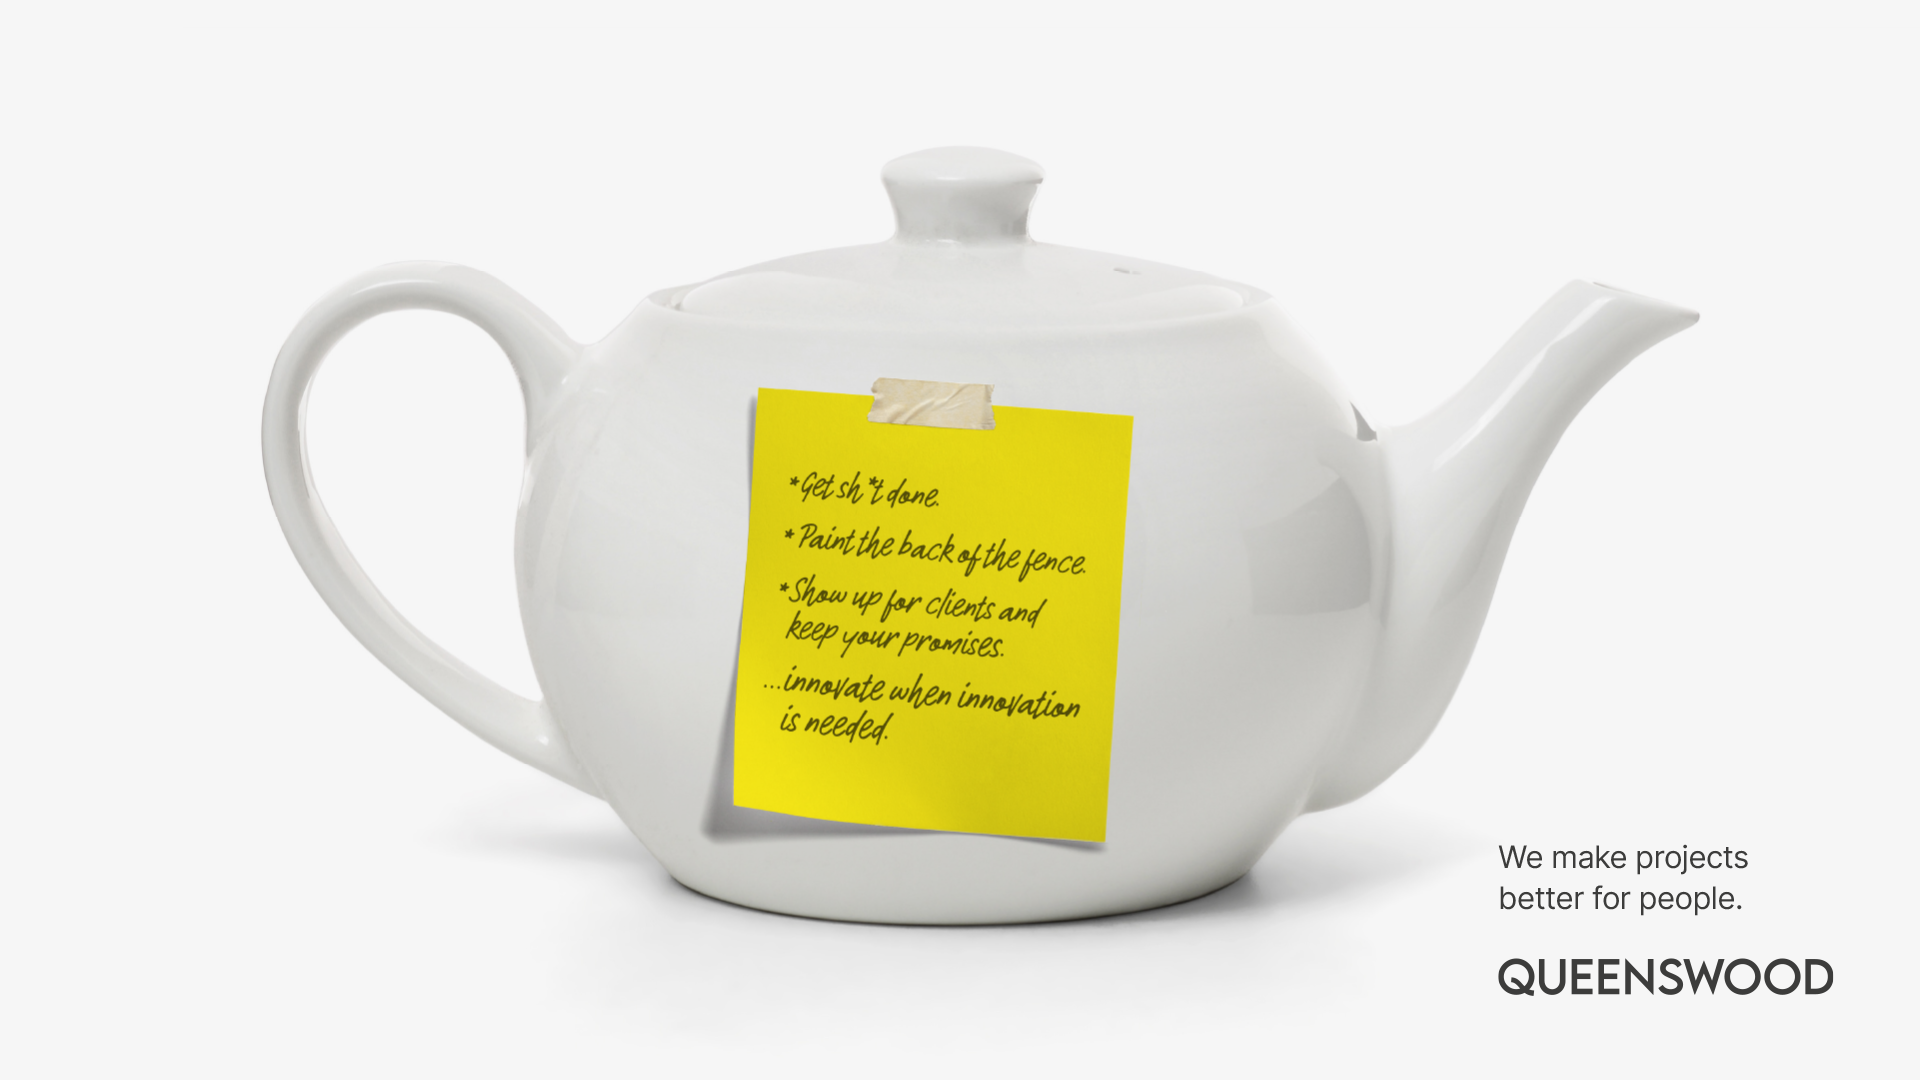 *Get sh*t done.
*Paint the back of the fence.
*Show up for clients and
keep your promises.
...innovate when innovation
is needed.
We make projects
better for people.
QUEENSWOOD